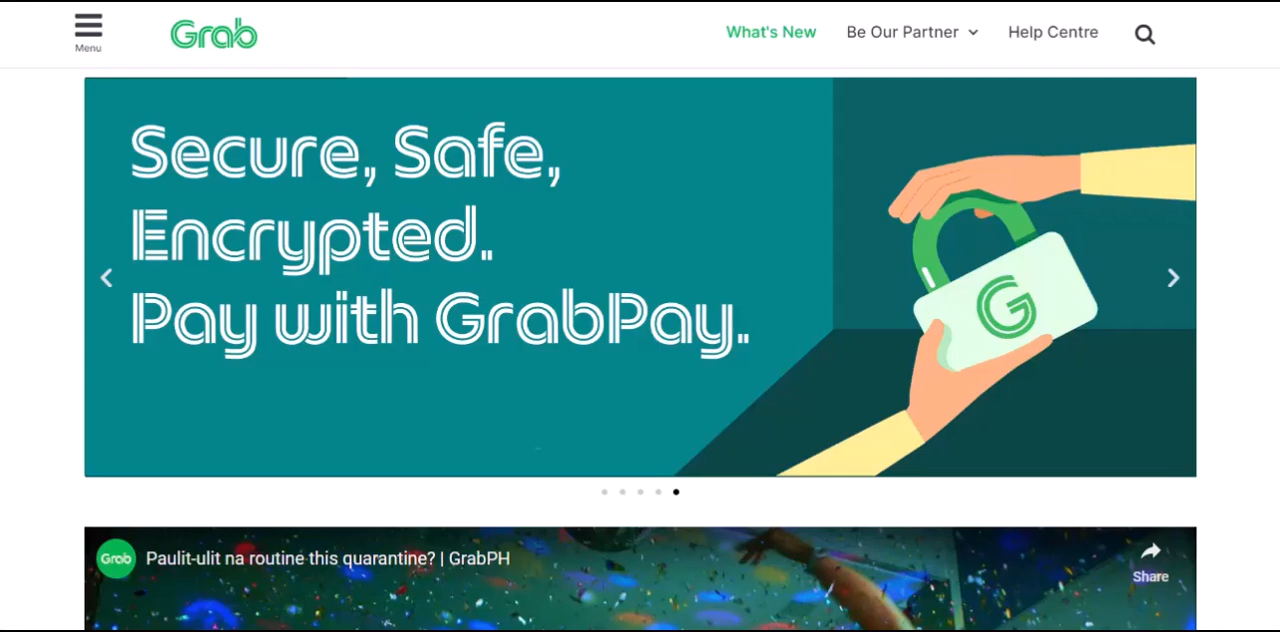 Menu
Grab
What's New
Be Our Partner
Help Centre
Secure, Safe,
Encrypted.
Pay with GrabPay.
G
Grab
Paulit-ulit na routine this quarantine? | GrabPH
Share